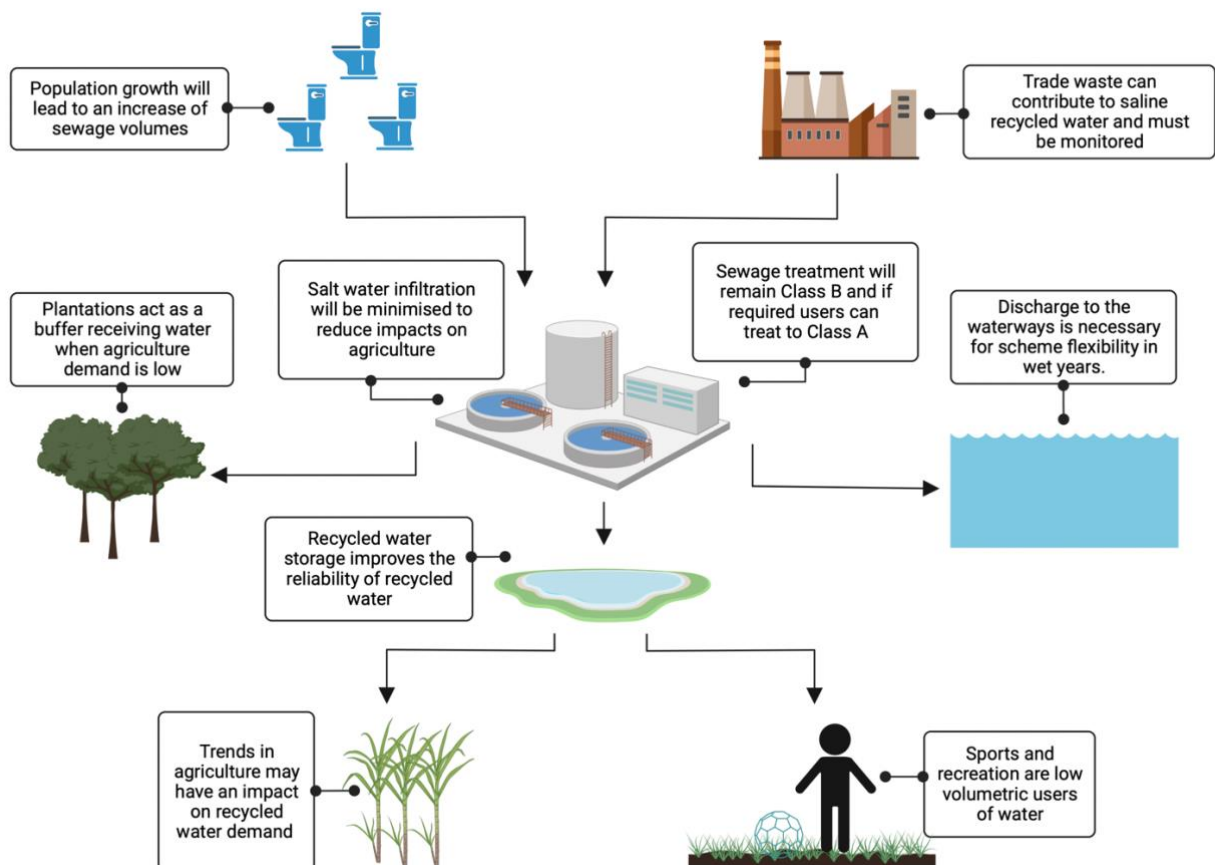 Population growth will
lead to an increase of
sewage volumes
Trade waste can
contribute to saline
recycled water and must
be monitored
Salt water infiltration
will be minimised to
reduce impacts on
agriculture
Sewage treatment will
remain Class B and if
required users can
treat to Class A
Plantations act as a
buffer receiving water
when agriculture
demand is low
Discharge to the
waterways is necessary
for scheme flexibility in
wet years.
Recycled water
storage improves the
reliability of recycled
water
Trends in
agriculture may
have an impact
on recycled
water demand
Sports and
recreation are low
volumetric users
of water